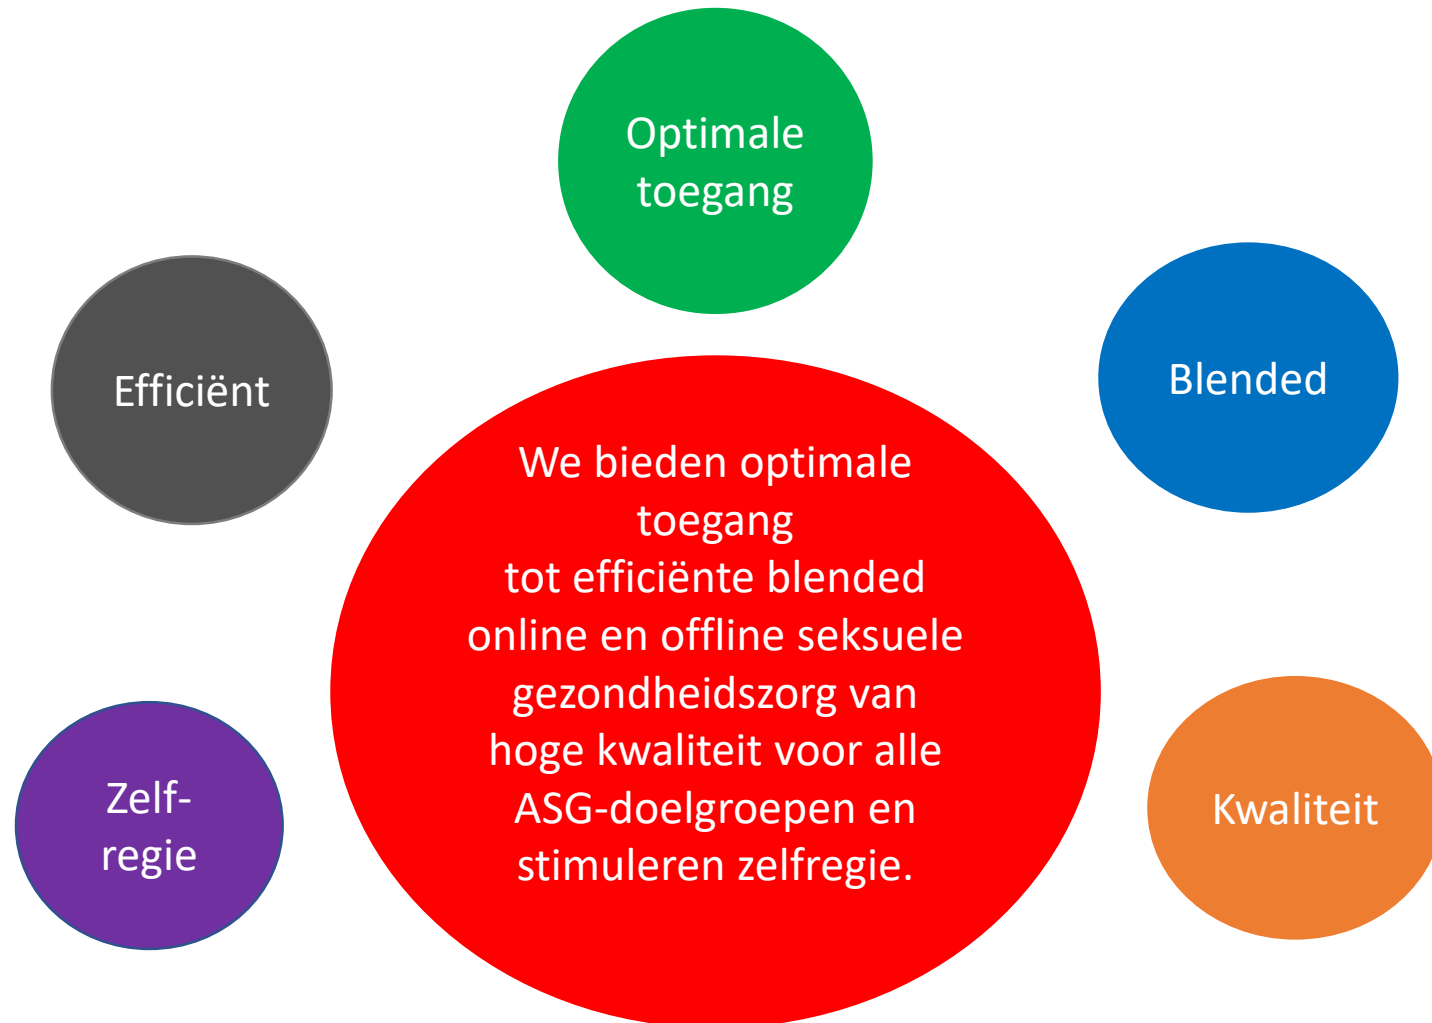 Optimale
toegang
Efficiënt
Blended
We bieden optimale
toegang
tot efficiënte blended
online en offline seksuele
gezondheidszorg van
hoge kwaliteit voor alle
ASG-doelgroepen en
stimuleren zelfregie.
Zelf-
regie
Kwaliteit